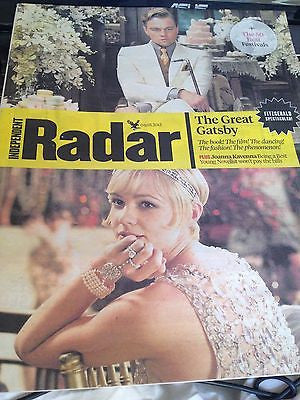 The 50
Best
Festivals
INDEPENDENT
Radar
The Great
Gatsby
FITZGERALD
SPECTACULAR!
The book! The film! The dancing!
The fashion! The phenomenon!
PLUS Joanna Kavenna Being a Best
Young Novelist won't pay the bills